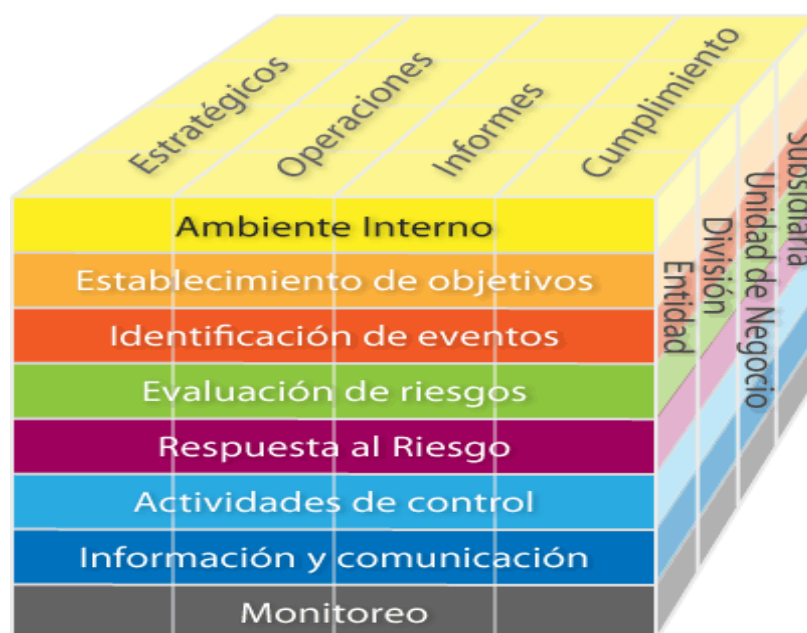 Estratégicos
Operaciones
Informes
Cumplimiento
Ambiente Interno
Establecimiento de objetivos
Identificación de eventos
Evaluación de riesgos
Respuesta al Riesgo
Actividades de control
Información y comunicación
Monitoreo
Entidad
División
Unidad de Negocio
Subsidiaria